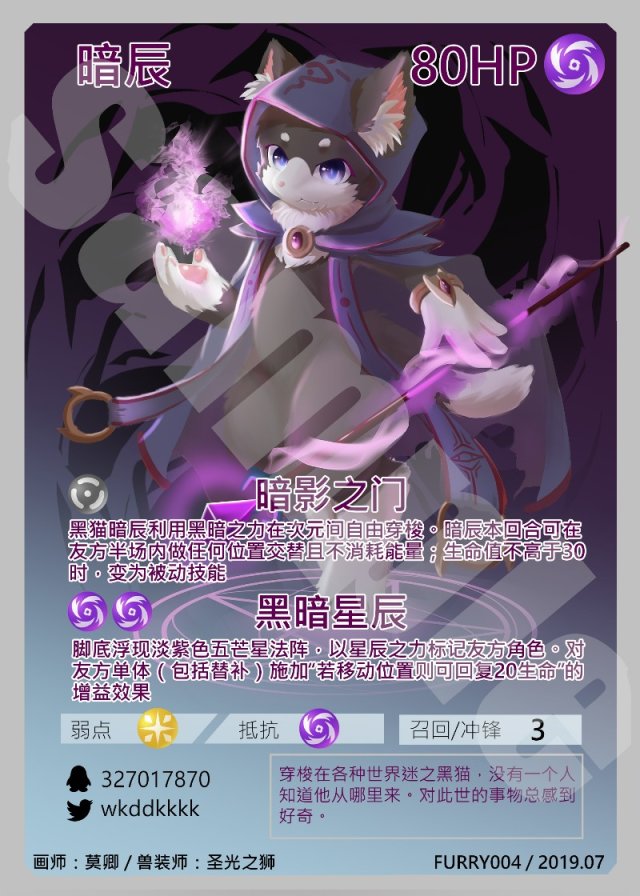 暗辰 80HP
暗影之门
黑猫暗辰利用黑暗之力在次元间自由穿梭。暗辰本回合可在
友方半场内做任何位置交替且不消耗能量；生命值不高于30
时，变为被动技能
黑暗星辰
脚底浮现淡紫色五芒星法阵，以星辰之力标记友方角色。对
友方单体（包括替补）施加“若移动位置则可回复20生命”的
增益效果
弱点 抵抗 召回/冲锋 3
327017870
wkddkkkk
穿梭在各种世界迷之黑猫，没有一个人
知道他从哪里来。对此世的事物总感到
好奇。
画师：莫卿 / 兽装师：圣光之狮 FURRY004 / 2019.07
Sample